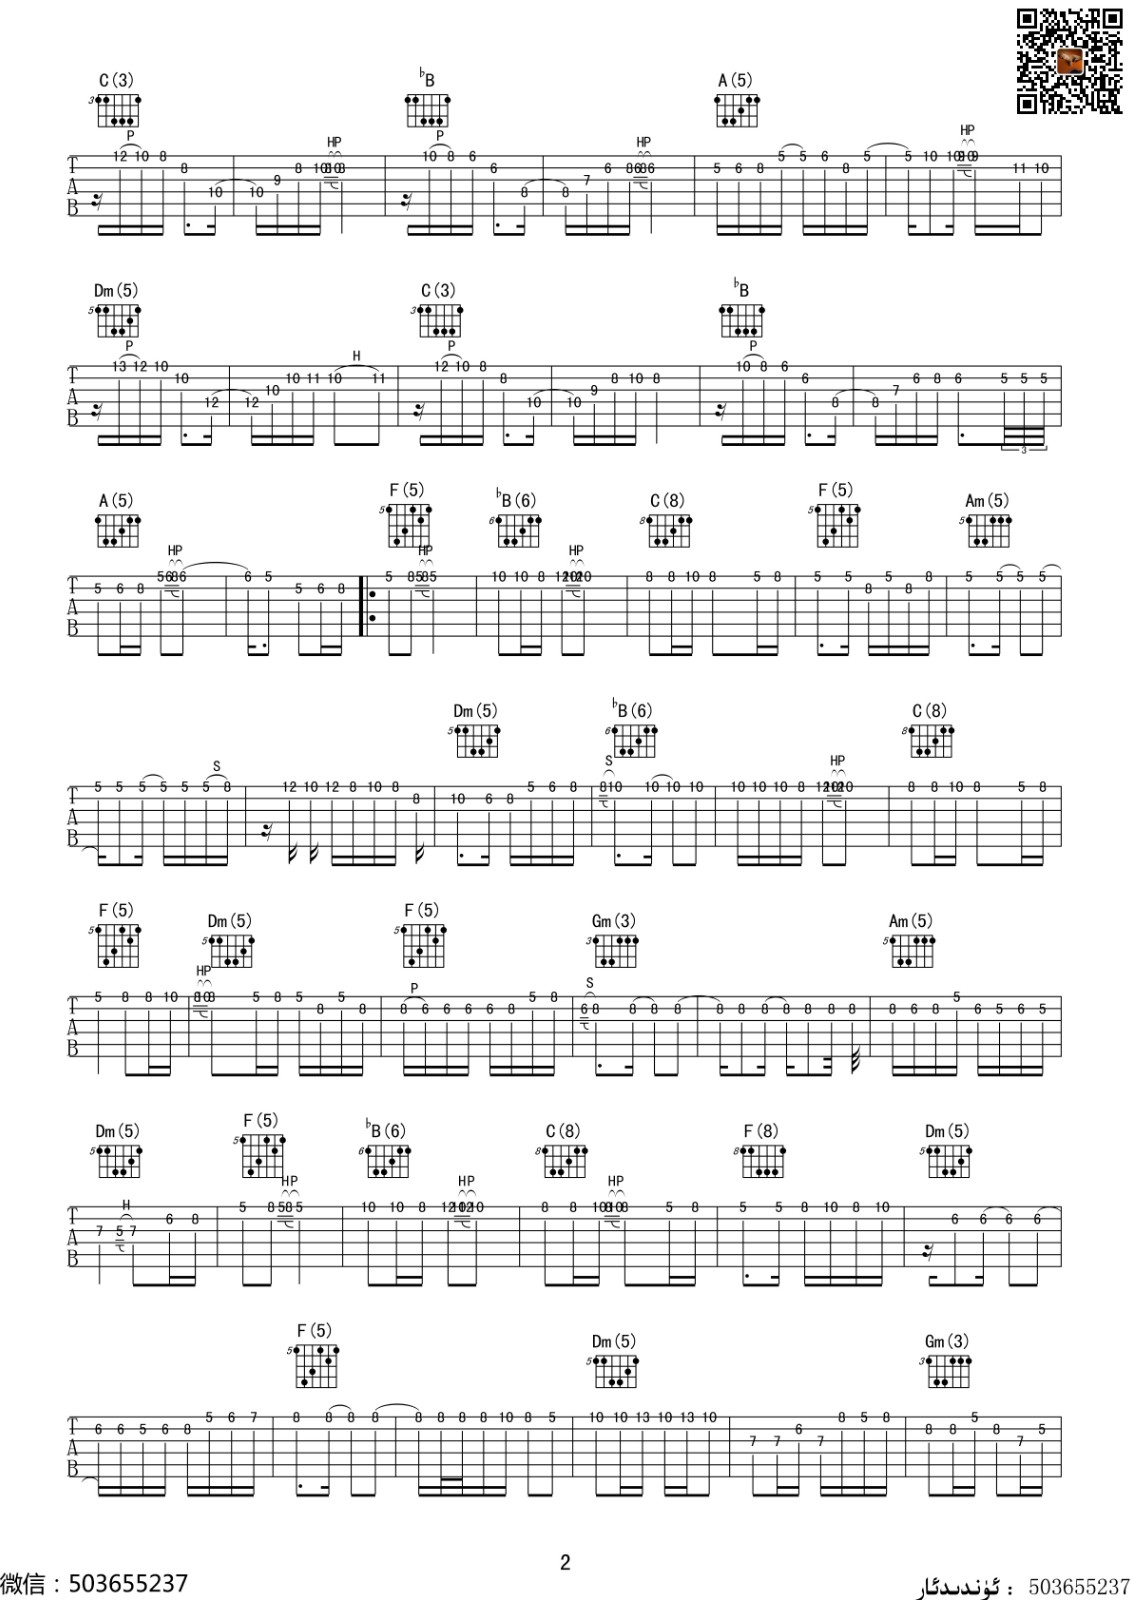 C(3) ♭B A(5)
P HP P HP HP
12 10 8 8 10 10 9 8 10 8 10 8 10 8 6 6 8 8 7 6 8 6 8 6 5 6 8 5 5 6 8 5 5 10 10 8 10 9 11 10
Dm(5) C(3) ♭B
P H P P
13 12 10 10 12 12 10 10 11 10 11 12 10 8 8 10 10 9 8 10 8 10 8 6 6 8 8 7 6 8 6 5 5 5
3
A(5) F(5) ♭B(6) C(8) F(5) Am(5)
HP HP HP
5 6 8 5 6 8 6 6 5 5 6 8 5 8 5 8 5 10 10 8 12 10 12 10 8 8 10 8 5 8 5 5 8 5 8 8 5 5 5 5
Dm(5) ♭B(6) C(8)
S S HP
5 5 5 5 5 5 8 12 10 12 8 10 8 8 10 6 8 5 6 8 8 10 10 10 10 10 10 10 8 12 10 12 10 8 8 10 8 5 8
F(5) Dm(5) F(5) Gm(3) Am(5)
HP P S
5 8 8 10 8 10 8 5 8 5 8 5 8 8 6 6 6 6 8 5 8 6 8 8 8 8 8 8 8 8 8 8 8 8 6 8 5 6 5 6 5
Dm(5) F(5) ♭B(6) C(8) F(8) Dm(5)
H HP HP HP
7 5 7 6 8 5 8 5 8 5 10 10 8 12 10 12 10 8 8 10 8 10 8 5 8 5 5 8 10 8 10 6 6 6 6
F(5) Dm(5) Gm(3)
6 6 5 6 8 5 6 7 8 8 8 8 8 8 8 8 10 8 5 10 10 13 10 13 10 7 7 6 7 8 5 8 8 8 5 8 7 5
2
微信：503655237
ئۈندىدىئار : 503655237